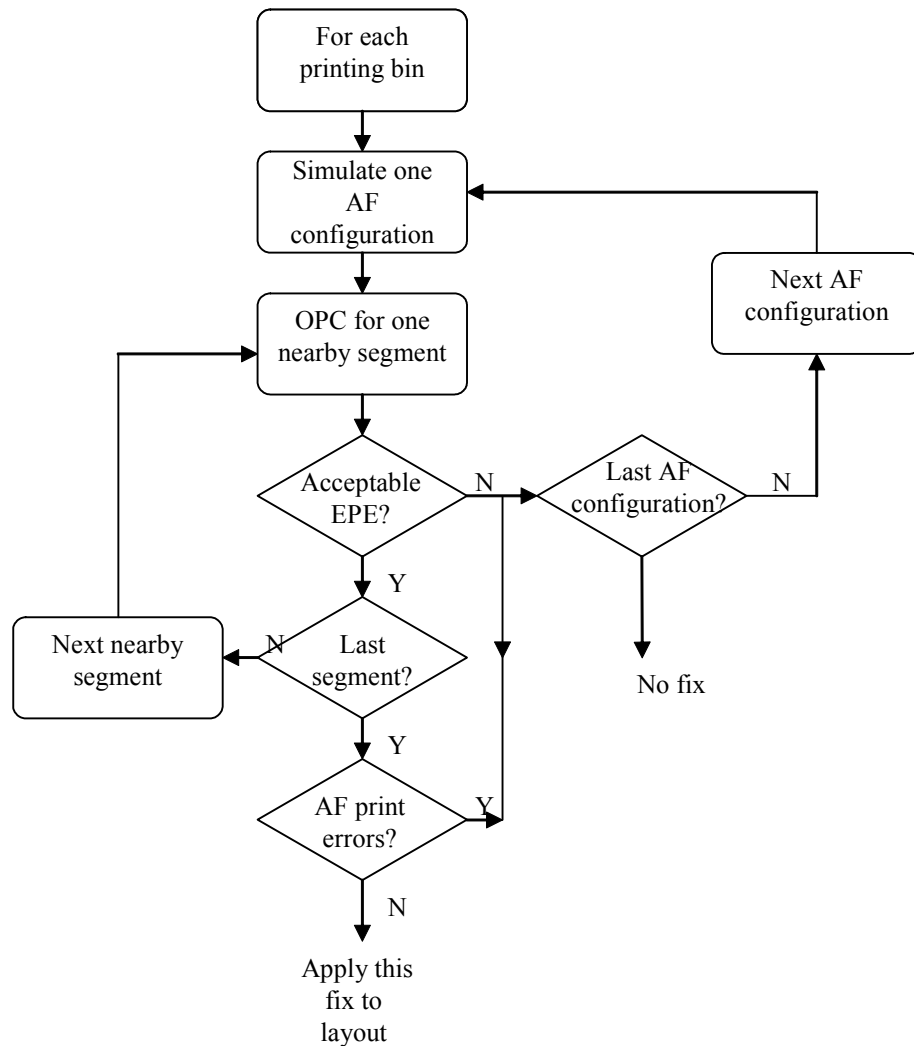 For each
printing bin
Simulate one
AF
configuration
Next AF
configuration
OPC for one
nearby segment
Acceptable
EPE?
N
Last AF
configuration?
N
Y
Next nearby
segment
N
Last
segment?
No fix
Y
AF print
errors?
Y
N
Apply this
fix to
layout